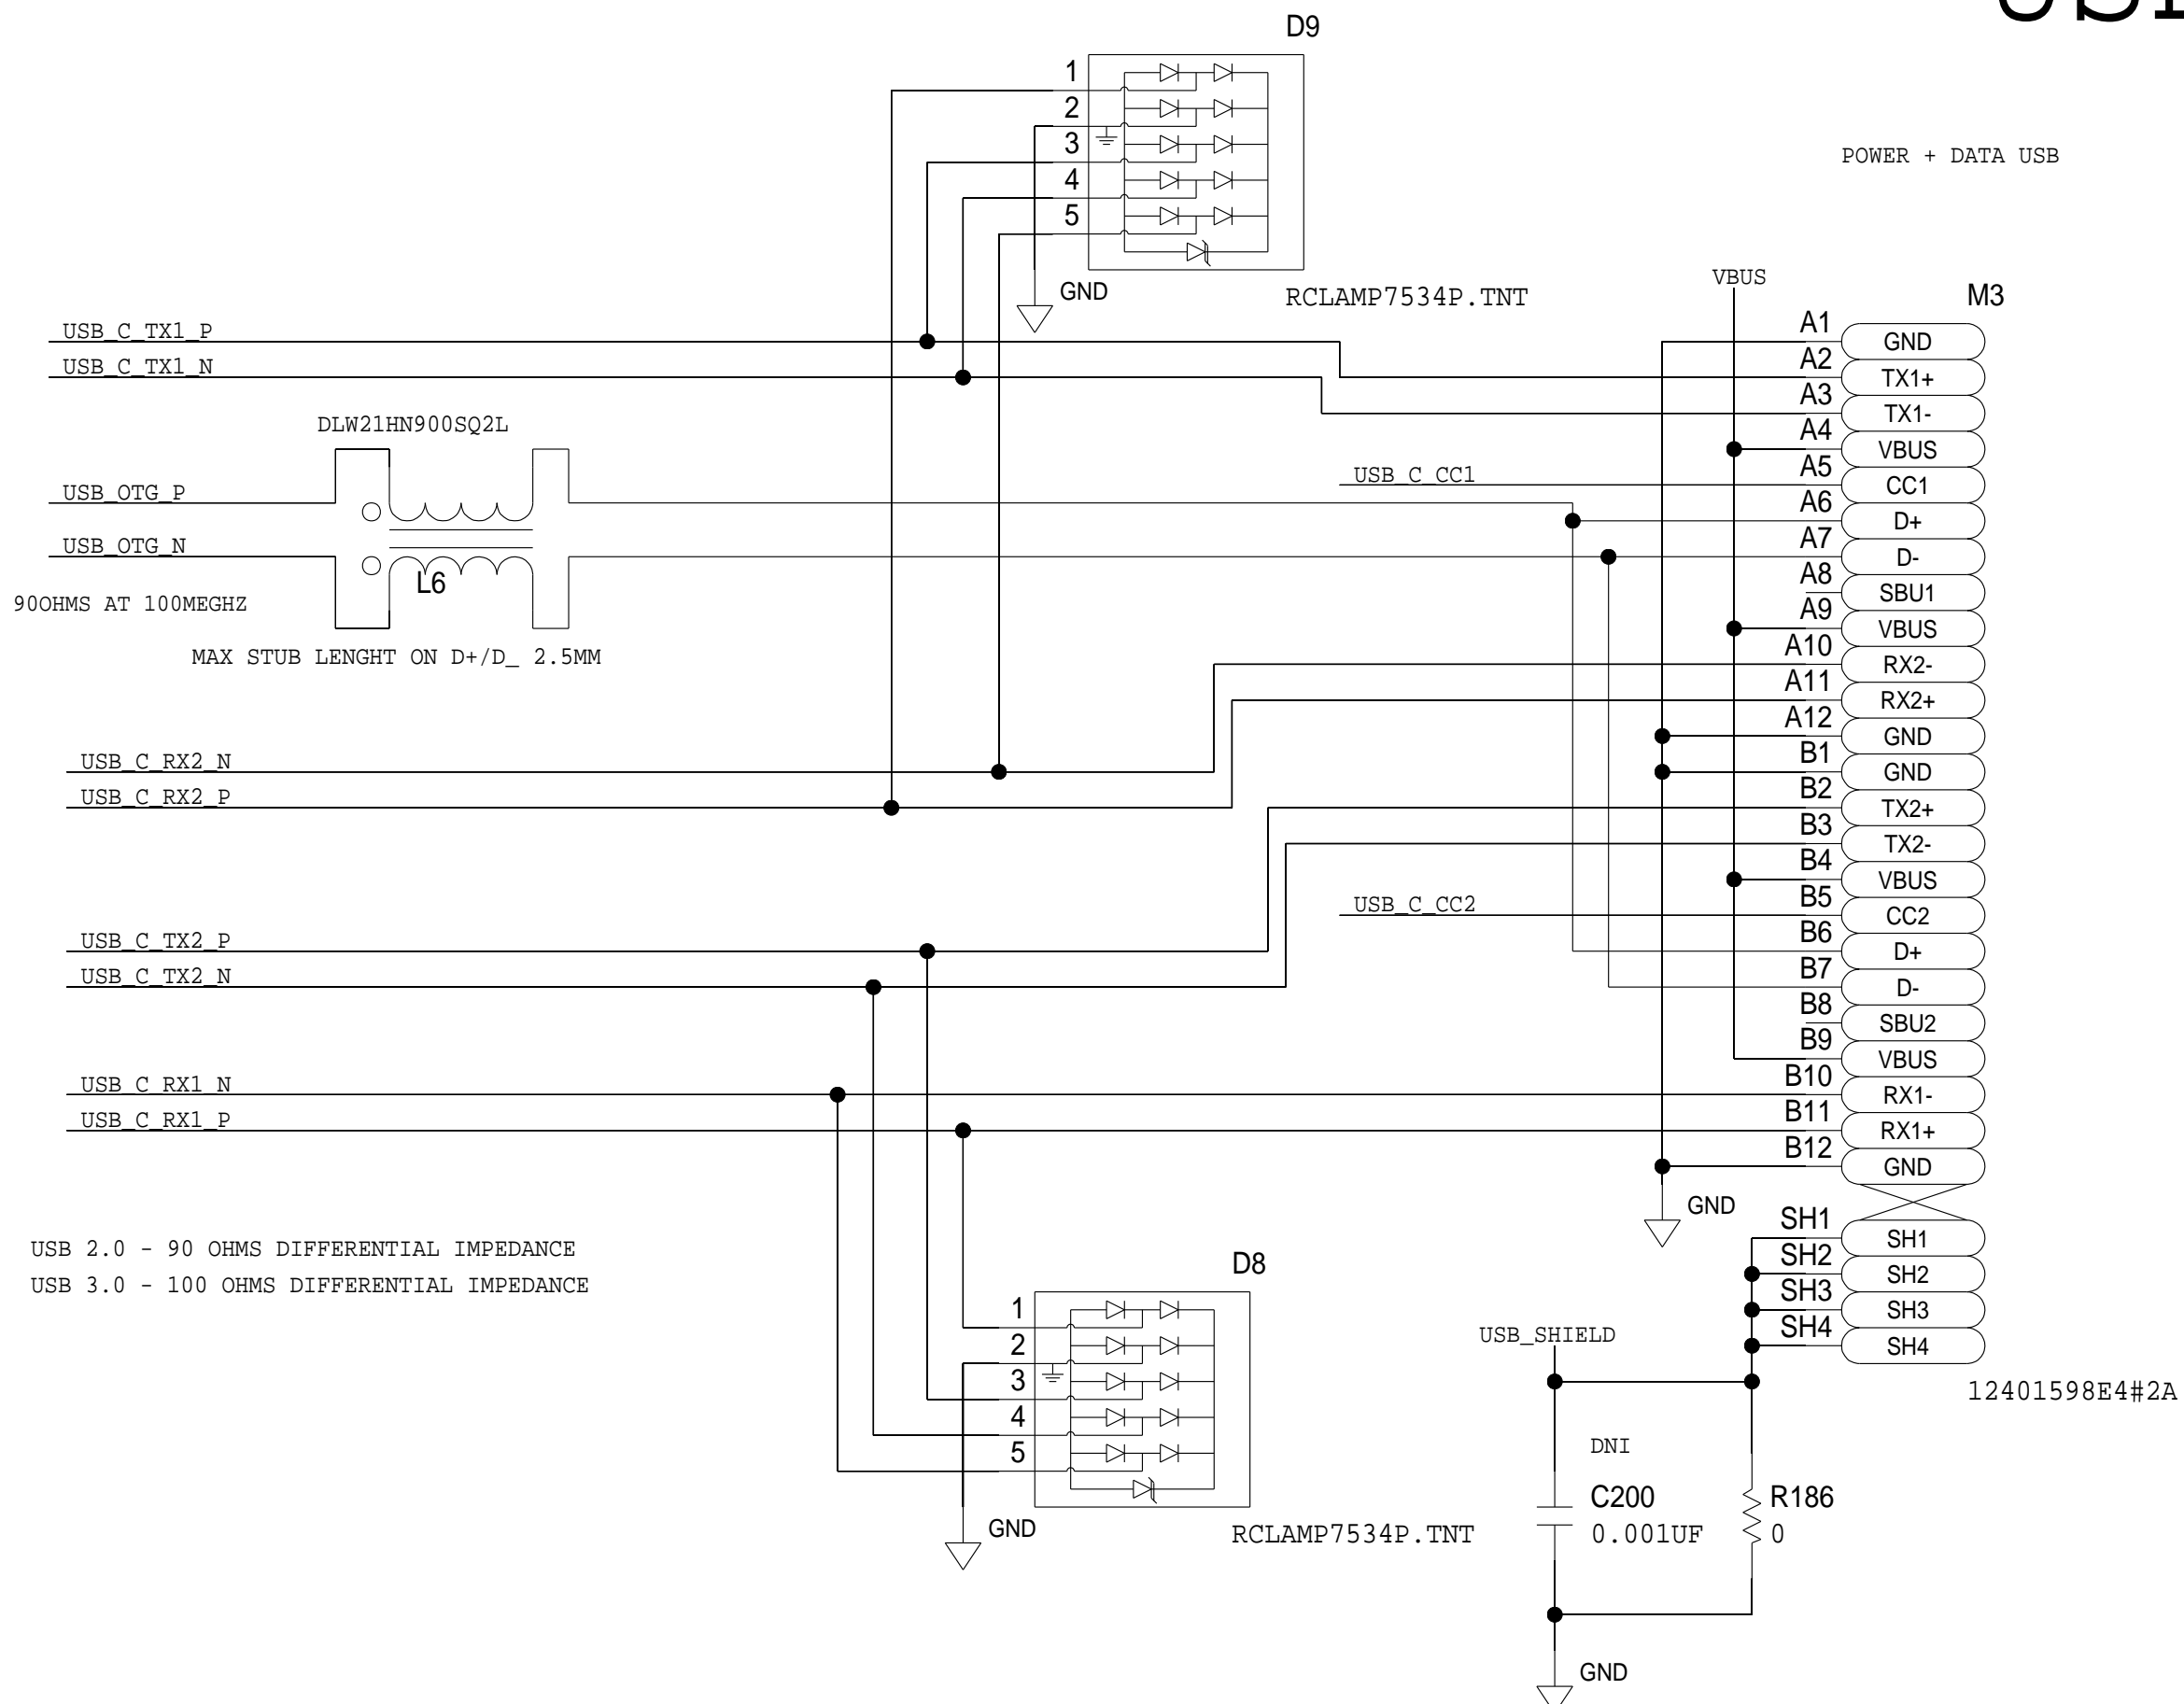 D9
1
2
3
4
5
GND
RCLAMP7534P.TNT
POWER + DATA USB
VBUS
M3
USB_C_TX1_P
USB_C_TX1_N
DLW21HN900SQ2L
USB_OTG_P
USB_OTG_N
L6
90OHMS AT 100MEGHZ
MAX STUB LENGHT ON D+/D_ 2.5MM
USB_C_CC1
USB_C_RX2_N
USB_C_RX2_P
USB_C_CC2
USB_C_TX2_P
USB_C_TX2_N
USB_C_RX1_N
USB_C_RX1_P
A1 GND
A2 TX1+
A3 TX1-
A4 VBUS
A5 CC1
A6 D+
A7 D-
A8 SBU1
A9 VBUS
A10 RX2-
A11 RX2+
A12 GND
B1 GND
B2 TX2+
B3 TX2-
B4 VBUS
B5 CC2
B6 D+
B7 D-
B8 SBU2
B9 VBUS
B10 RX1-
B11 RX1+
B12 GND
GND
SH1 SH1
SH2 SH2
SH3 SH3
SH4 SH4
12401598E4#2A
USB 2.0 - 90 OHMS DIFFERENTIAL IMPEDANCE
USB 3.0 - 100 OHMS DIFFERENTIAL IMPEDANCE
D8
1
2
3
4
5
GND
RCLAMP7534P.TNT
USB_SHIELD
DNI
C200
0.001UF
R186
0
GND